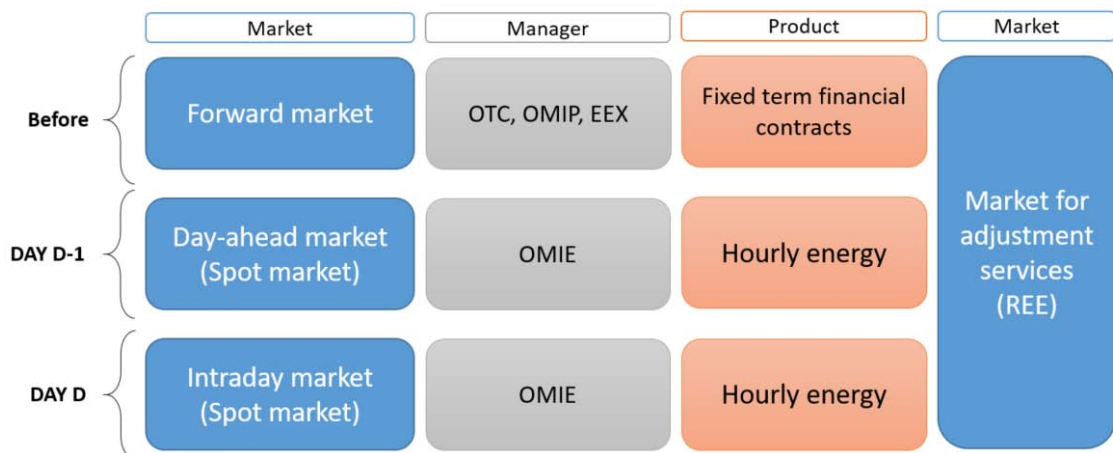 Market
Manager
Product
Market
Before
Forward market
OTC, OMIP, EEX
Fixed term financial
contracts
DAY D-1
Day-ahead market
(Spot market)
OMIE
Hourly energy
Market for
adjustment
services
(REE)
DAY D
Intraday market
(Spot market)
OMIE
Hourly energy